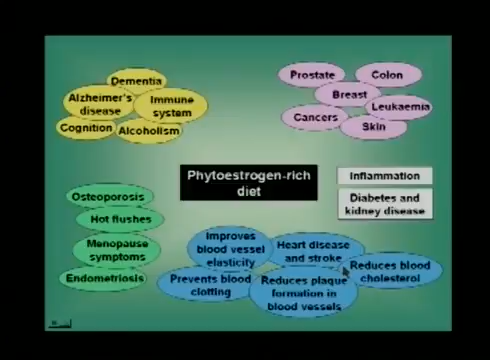 Dementia
Alzheimer's
disease
Immune
system
Cognition
Alcoholism
Prostate
Colon
Breast
Leukaemia
Cancers
Skin
Phytoestrogen-rich
diet
Inflammation
Diabetes and
kidney disease
Osteoporosis
Hot flushes
Menopause
symptoms
Endometriosis
Improves
blood vessel
elasticity
Heart disease
and stroke
Reduces blood
cholesterol
Prevents blood
clotting
Reduces plaque
formation in
blood vessels